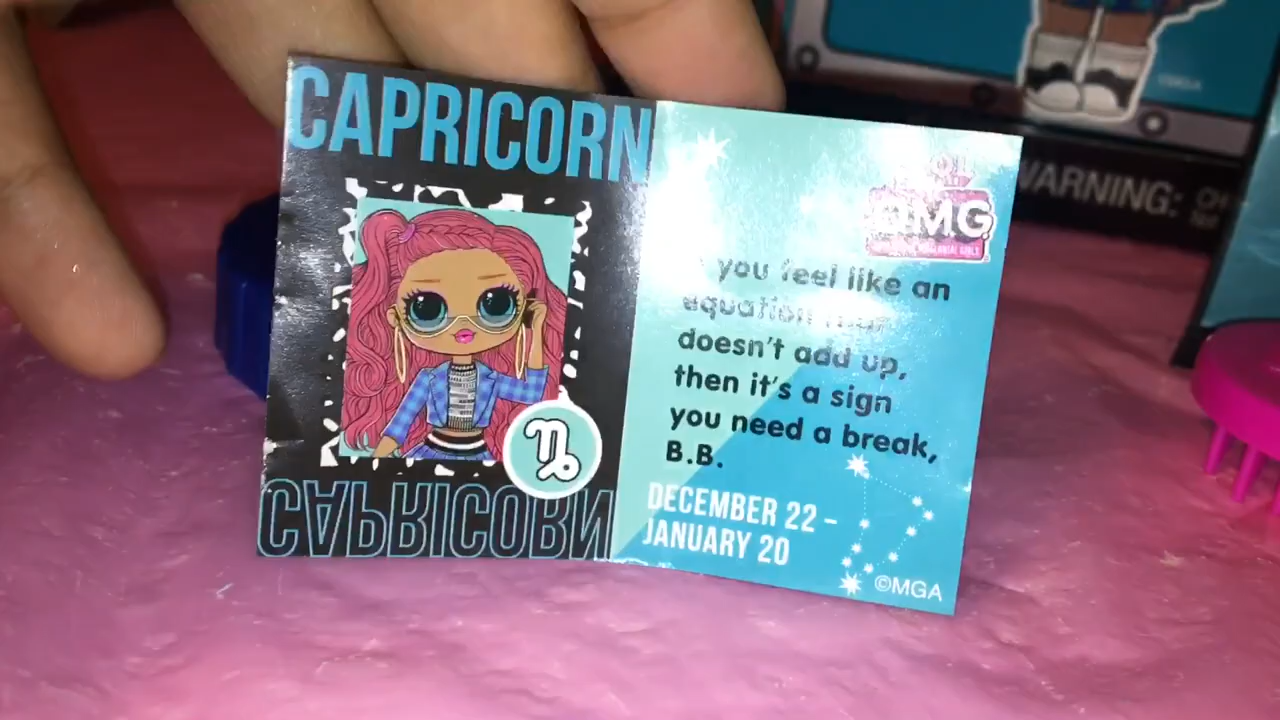 CAPRICORN
OMG
you feel like an
equation
doesn't add up,
then it's a sign
you need a break,
B.B.
DECEMBER 22 –
JANUARY 20
©MGA
CAPRICORN
©MGA
WARNING: